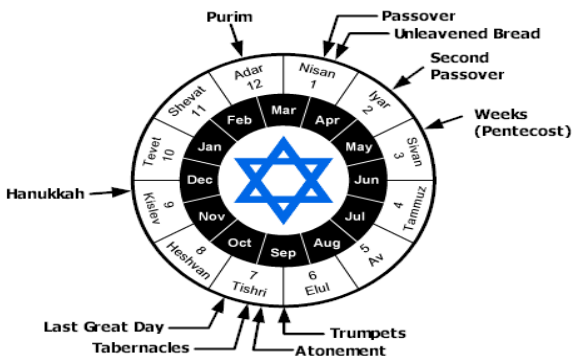 Purim
Passover
Unleavened Bread
Second
Passover
Weeks
(Pentecost)
Hanukkah
Last Great Day
Tabernacles
Atonement
Trumpets
Nisan
1
Iyar
2
Sivan
3
Tammuz
4
Av
5
Elul
6
Tishri
7
Heshvan
8
Kislev
9
Tevet
10
Shevat
11
Adar
12
Mar
Apr
May
Jun
Jul
Aug
Sep
Oct
Nov
Dec
Jan
Feb